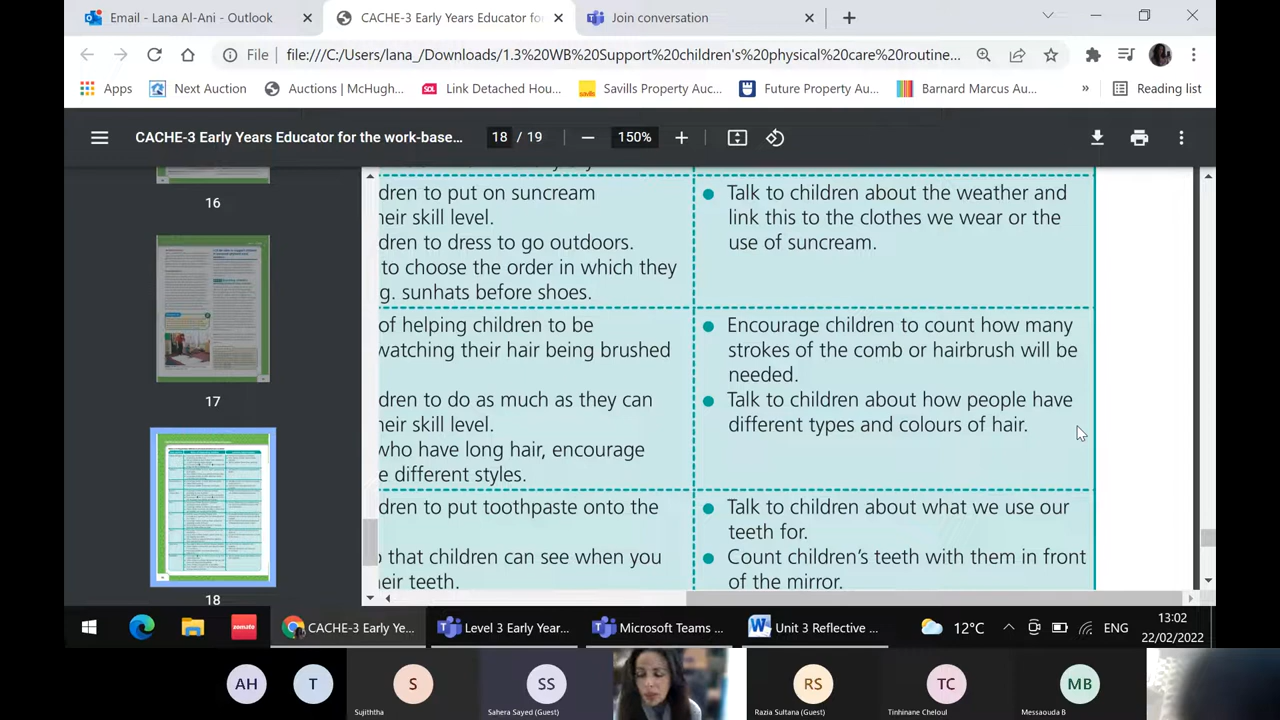 Email - Lana Al-Ani - Outlook
CACHE-3 Early Years Educator for
Join conversation
File
file:///C:/Users/lana_/Downloads/1.3%20WB%20Support%20children's%20physical%20care%20routine...
Apps
Next Auction
Auctions | McHugh...
SDL
Link Detached Hou...
savills
Savills Property Auc...
Future Property Au...
Barnard Marcus Au...
»
Reading list
CACHE-3 Early Years Educator for the work-base...
18 / 19
150%
16
17
18
dren to put on suncream
heir skill level.
dren to dress to go outdoors.
to choose the order in which they
g. sunhats before shoes.
● Talk to children about the weather and
link this to the clothes we wear or the
use of suncream.
of helping children to be
watching their hair being brushed
dren to do as much as they can
heir skill level.
who have long hair, encourage
e different styles.
● Encourage children to count how many
strokes of the comb or hairbrush will be
needed.
● Talk to children about how people have
different types and colours of hair.
dren to put toothpaste onto the
that children can see when you
heir teeth.
● Talk to children about what we use our
teeth for.
● Count children's teeth with them in front
of the mirror.
zomato
CACHE-3 Early Ye...
Level 3 Early Year...
Microsoft Teams ...
Unit 3 Reflective ...
12°C
ENG
13:02
22/02/2022
AH
T
S
Sujiththa
SS
Sahera Sayed (Guest)
RS
Razia Sultana (Guest)
TC
Tinhinane Cheloul
MB
Messaouda B